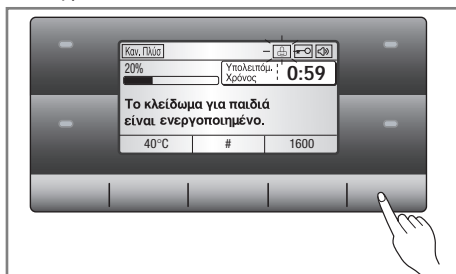 Καν. Πλύσ
20%
Υπολειπόμ.
Χρόνος
0:59
Το κλείδωμα για παιδιά
είναι ενεργοποιημένο.
40°C # 1600